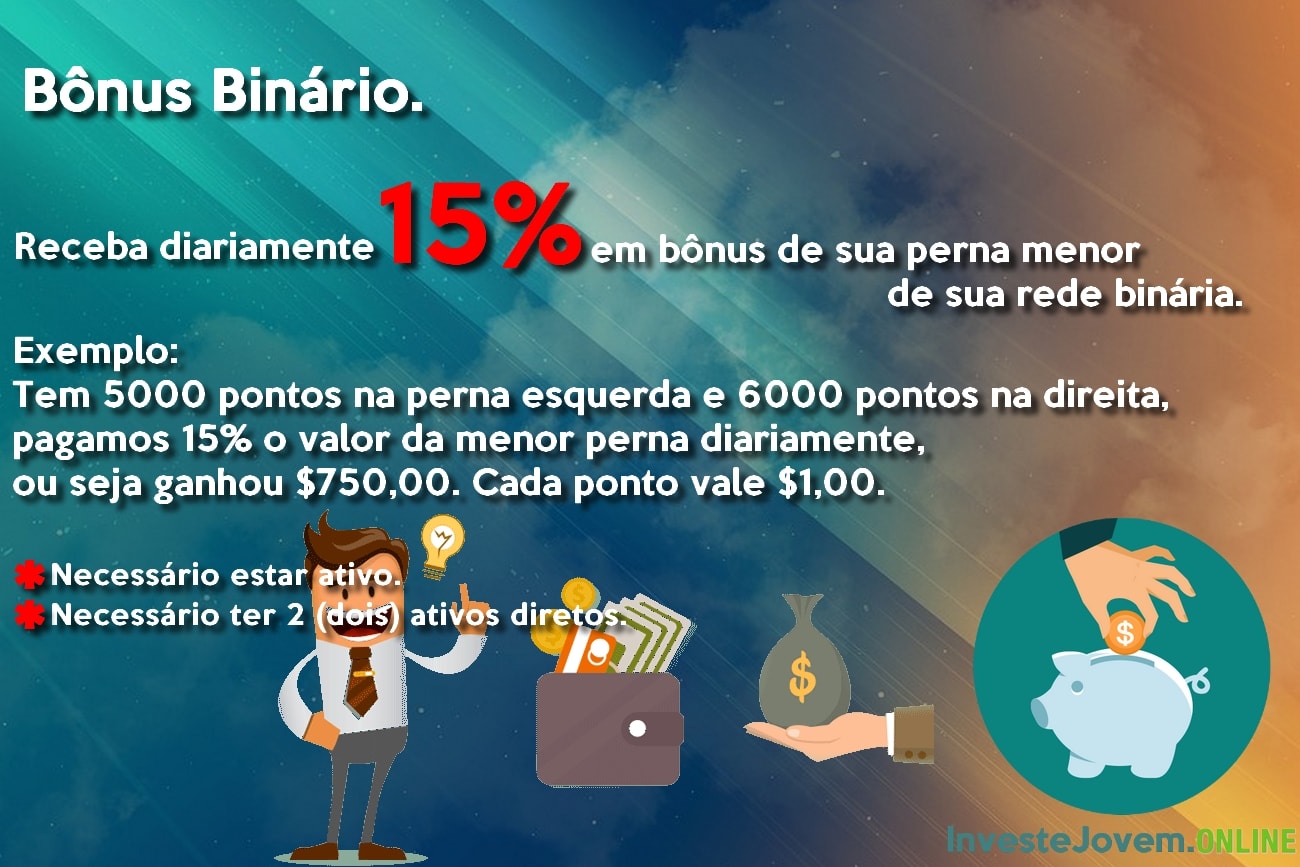 Bônus Binário.
Receba diariamente 15% em bônus de sua perna menor
de sua rede binária.
Exemplo:
Tem 5000 pontos na perna esquerda e 6000 pontos na direita,
pagamos 15% o valor da menor perna diariamente,
ou seja ganhou $750,00. Cada ponto vale $1,00.
* Necessário estar ativo.
* Necessário ter 2 (dois) ativos diretos.
$
$
$
InvesteJovem.ONLINE